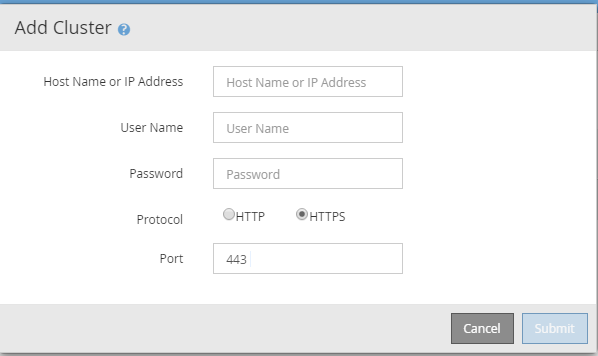 Add Cluster ?
Host Name or IP Address Host Name or IP Address
User Name User Name
Password Password
Protocol HTTP HTTPS
Port 443
Cancel Submit